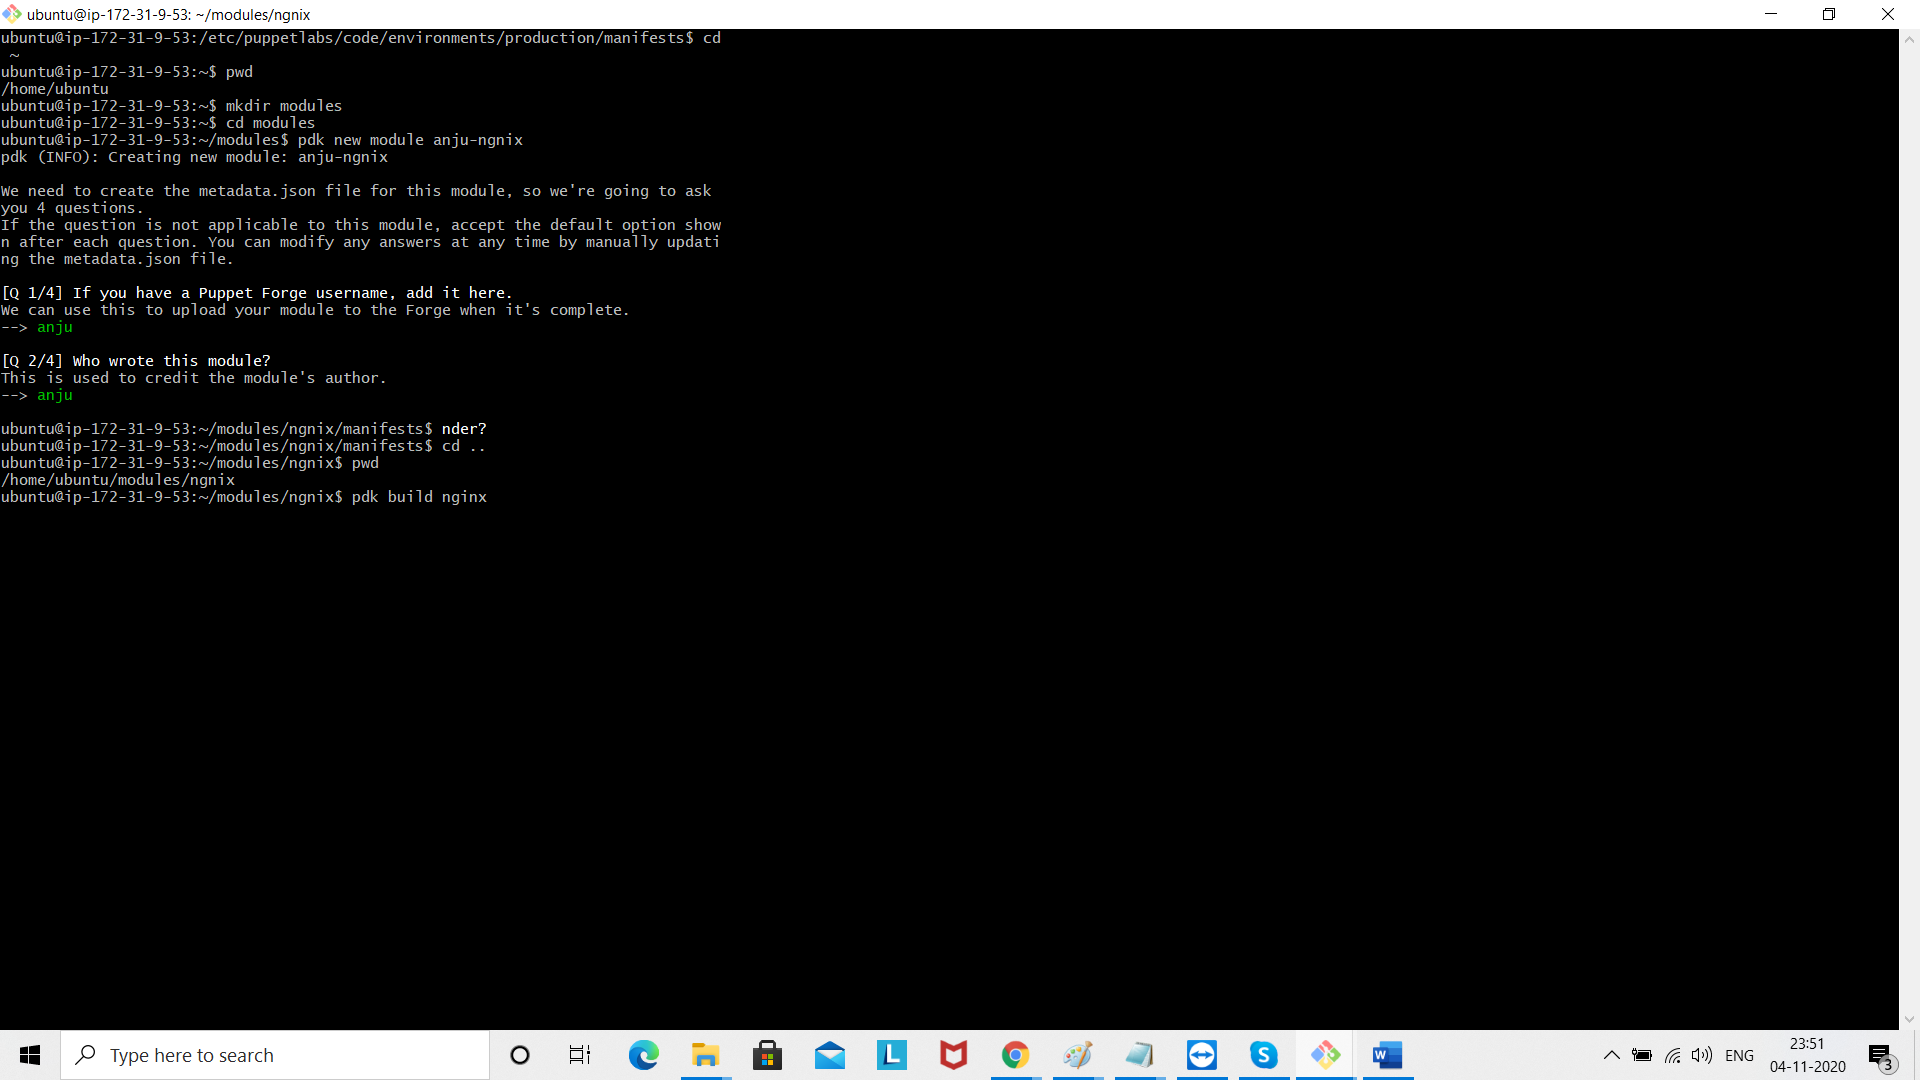 ubuntu@ip-172-31-9-53: ~/modules/ngnix
ubuntu@ip-172-31-9-53:/etc/puppetlabs/code/environments/production/manifests$ cd
~
ubuntu@ip-172-31-9-53:~$ pwd
/home/ubuntu
ubuntu@ip-172-31-9-53:~$ mkdir modules
ubuntu@ip-172-31-9-53:~$ cd modules
ubuntu@ip-172-31-9-53:~/modules$ pdk new module anju-ngnix
pdk (INFO): Creating new module: anju-ngnix
We need to create the metadata.json file for this module, so we're going to ask
you 4 questions.
If the question is not applicable to this module, accept the default option show
n after each question. You can modify any answers at any time by manually updati
ng the metadata.json file.
[Q 1/4] If you have a Puppet Forge username, add it here.
We can use this to upload your module to the Forge when it's complete.
--> anju
[Q 2/4] Who wrote this module?
This is used to credit the module's author.
--> anju
ubuntu@ip-172-31-9-53:~/modules/ngnix/manifests$ nder?
ubuntu@ip-172-31-9-53:~/modules/ngnix/manifests$ cd ..
ubuntu@ip-172-31-9-53:~/modules/ngnix$ pwd
/home/ubuntu/modules/ngnix
ubuntu@ip-172-31-9-53:~/modules/ngnix$ pdk build nginx
Type here to search
L
S
W
ENG
23:51
04-11-2020
3